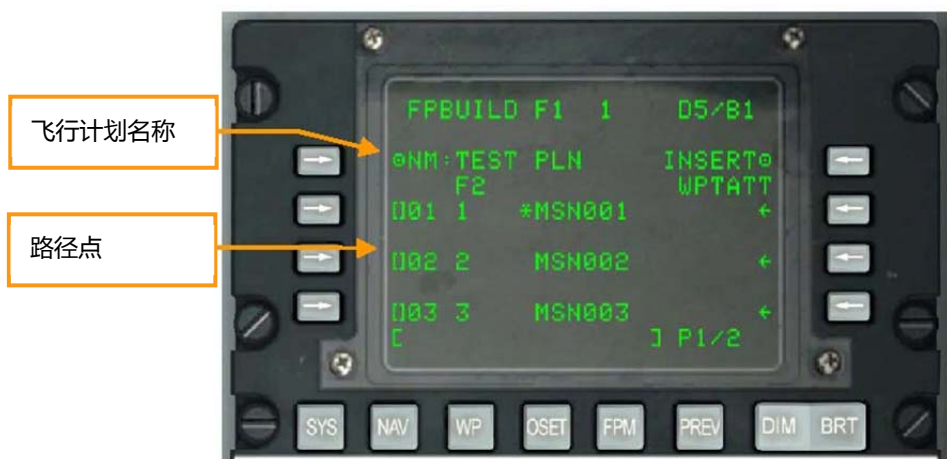 飞行计划名称
路径点
FPBUILD F1 1 D5/B1
⊙NM:TEST PLN INSERT⊙
F2 WPTATT
[]01 1 *MSN001 ←
[]02 2 MSN002 ←
[]03 3 MSN003 ←
[ ] P1/2
SYS NAV WP OSET FPM PREV DIM BRT